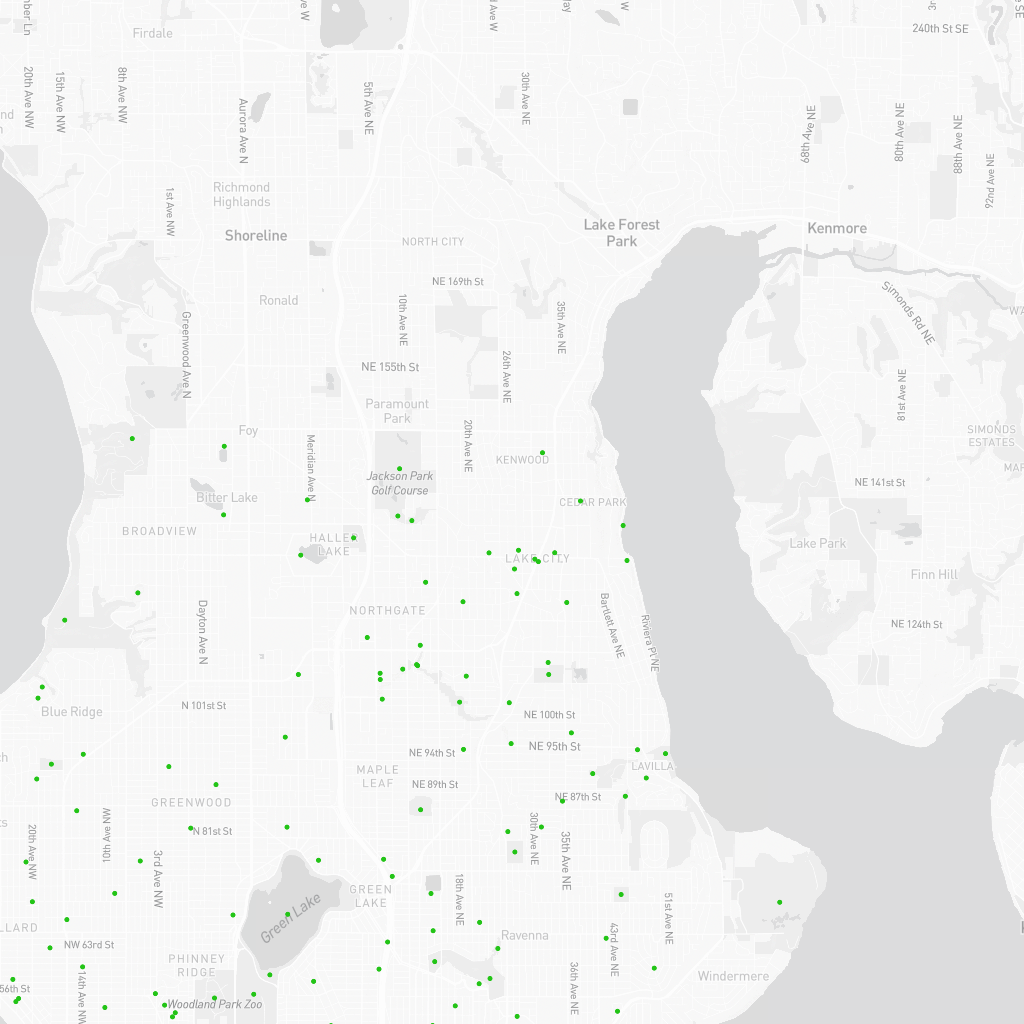 240th St SE
Firdale
20th Ave NW
15th Ave NW
8th Ave NW
Aurora Ave N
5th Ave NE
30th Ave NE
68th Ave NE
80th Ave NE
88th Ave NE
92nd Ave NE
1st Ave NW
Richmond
Highlands
Shoreline
NORTH CITY
Lake Forest
Park
Kenmore
NE 169th St
Ronald
Greenwood Ave N
10th Ave NE
35th Ave NE
Simonds Rd NE
NE 155th St
26th Ave NE
Paramount
Park
81st Ave NE
Foy
20th Ave NE
Meridian Ave N
KENWOOD
SIMONDS
ESTATES
Jackson Park
Golf Course
NE 141st St
Bitter Lake
CEDAR PARK
BROADVIEW
HALLER
LAKE
LAKE CITY
Lake Park
Finn Hill
Dayton Ave N
NORTHGATE
Bartlett Ave NE
Riviera Pl NE
NE 124th St
Blue Ridge
N 101st St
NE 100th St
NE 94th St
NE 95th St
MAPLE
LEAF
NE 89th St
LAVILLA
GREENWOOD
NE 87th St
10th Ave NW
20th Ave NW
N 81st St
30th Ave NE
35th Ave NE
3rd Ave NW
GREEN
LAKE
18th Ave NE
51st Ave NE
Green Lake
43rd Ave NE
LLARD
Ravenna
NW 63rd St
PHINNEY
RIDGE
14th Ave NW
36th Ave NE
Windermere
56th St
Woodland Park Zoo